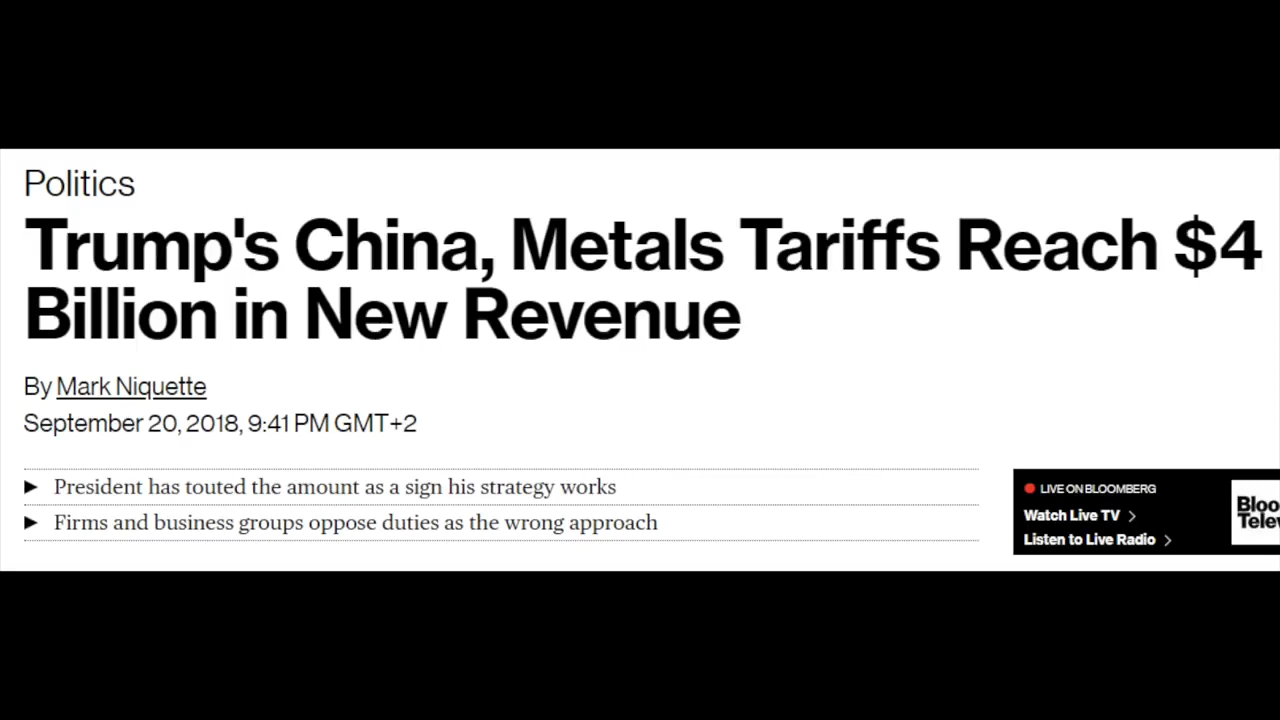 Politics
Trump's China, Metals Tariffs Reach $4
Billion in New Revenue
By Mark Niquette
September 20, 2018, 9:41 PM GMT+2
► President has touted the amount as a sign his strategy works
► Firms and business groups oppose duties as the wrong approach
LIVE ON BLOOMBERG
Watch Live TV >
Listen to Live Radio >